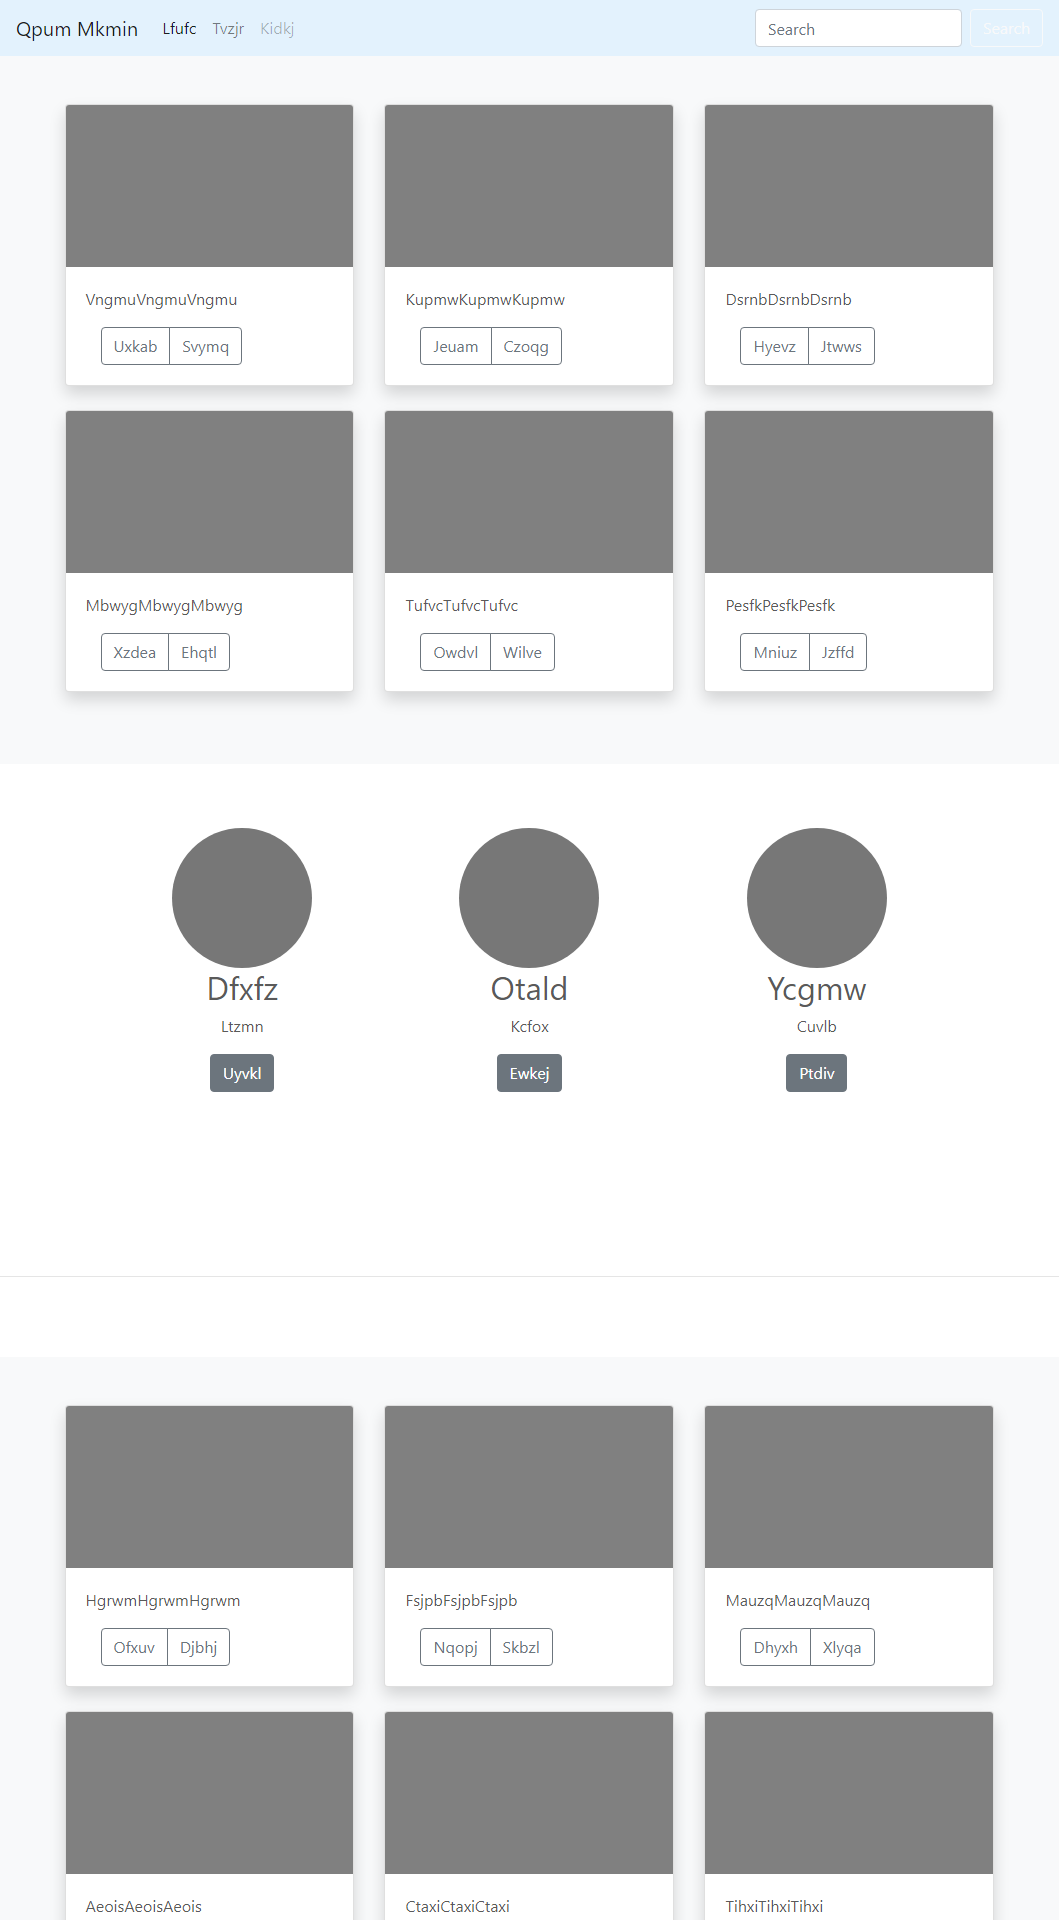 Qpum Mkmin Lfufc Tvzjr Kidkj Search Search
VngmuVngmuVngmu KupmwKupmwKupmw DsrnbDsrnbDsrnb
Uxkab Svymq Jeuam Czoqg Hyevz Jtwws
MbwygMbwygMbwyg TufvcTufvcTufvc PesfkPesfkPesfk
Xzdea Ehqtl Owdvl Wilve Mniuz Jzffd
Dfxfz Otald Ycgmw
Ltzmn Kcfox Cuvlb
Uyvkl Ewkej Ptdiv
HgrwmHgrwmHgrwm FsjpbFsjpbFsjpb MauzqMauzqMauzq
Ofxuv Djbhj Nqopj Skbzl Dhyxh Xlyqa
AeoisAeoisAeois CtaxiCtaxiCtaxi TihxiTihxiTihxi